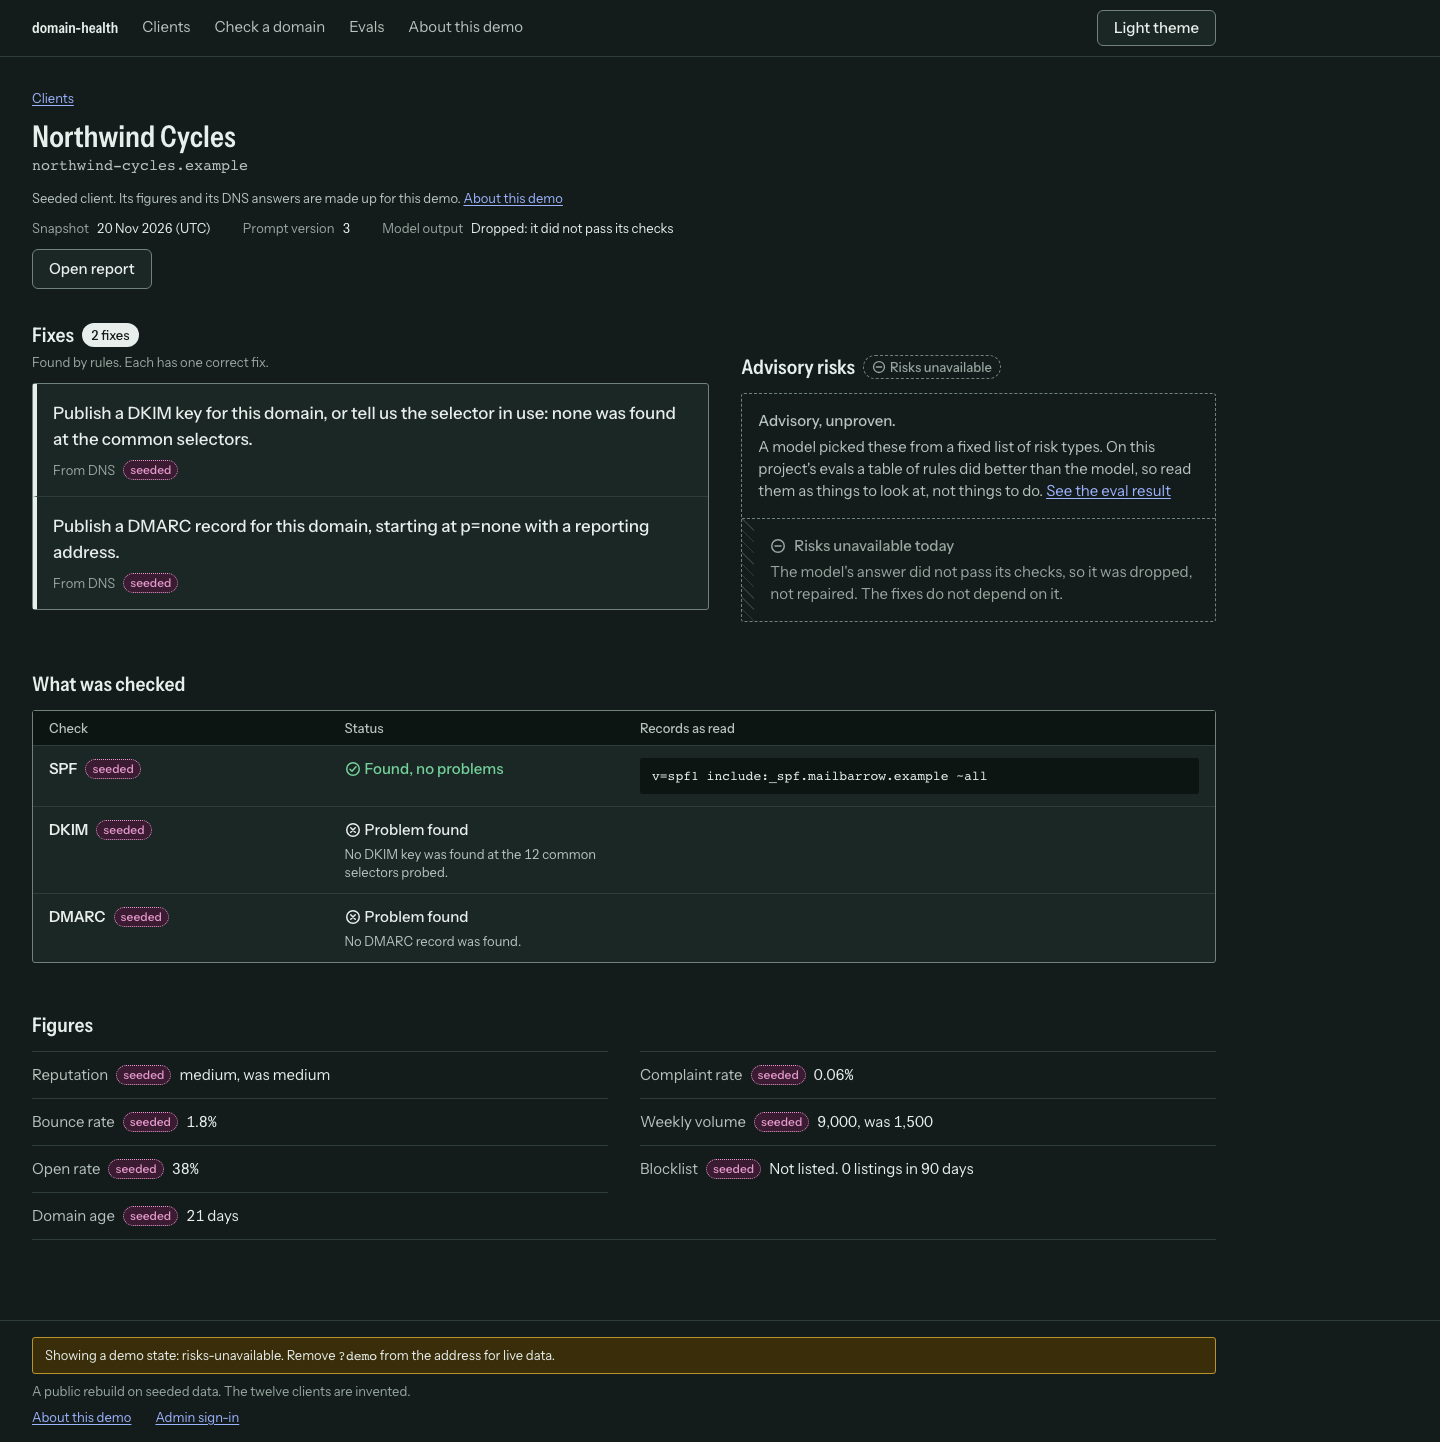 domain-health Clients Check a domain Evals About this demo Light theme
Clients
Northwind Cycles
northwind-cycles.example
Seeded client. Its figures and its DNS answers are made up for this demo. About this demo
Snapshot 20 Nov 2026 (UTC) Prompt version 3 Model output Dropped: it did not pass its checks
Open report
Fixes 2 fixes
Found by rules. Each has one correct fix.
Publish a DKIM key for this domain, or tell us the selector in use: none was found
at the common selectors.
From DNS seeded
Publish a DMARC record for this domain, starting at p=none with a reporting
address.
From DNS seeded
Advisory risks Risks unavailable
Advisory, unproven.
A model picked these from a fixed list of risk types. On this
project's evals a table of rules did better than the model, so read
them as things to look at, not things to do. See the eval result
Risks unavailable today
The model's answer did not pass its checks, so it was dropped,
not repaired. The fixes do not depend on it.
What was checked
Check Status Records as read
SPF seeded Found, no problems v=spf1 include:_spf.mailbarrow.example ~all
DKIM seeded Problem found
No DKIM key was found at the 12 common
selectors probed.
DMARC seeded Problem found
No DMARC record was found.
Figures
Reputation seeded medium, was medium
Bounce rate seeded 1.8%
Open rate seeded 38%
Domain age seeded 21 days
Complaint rate seeded 0.06%
Weekly volume seeded 9,000, was 1,500
Blocklist seeded Not listed. 0 listings in 90 days
Showing a demo state: risks-unavailable. Remove ?demo from the address for live data.
A public rebuild on seeded data. The twelve clients are invented.
About this demo Admin sign-in